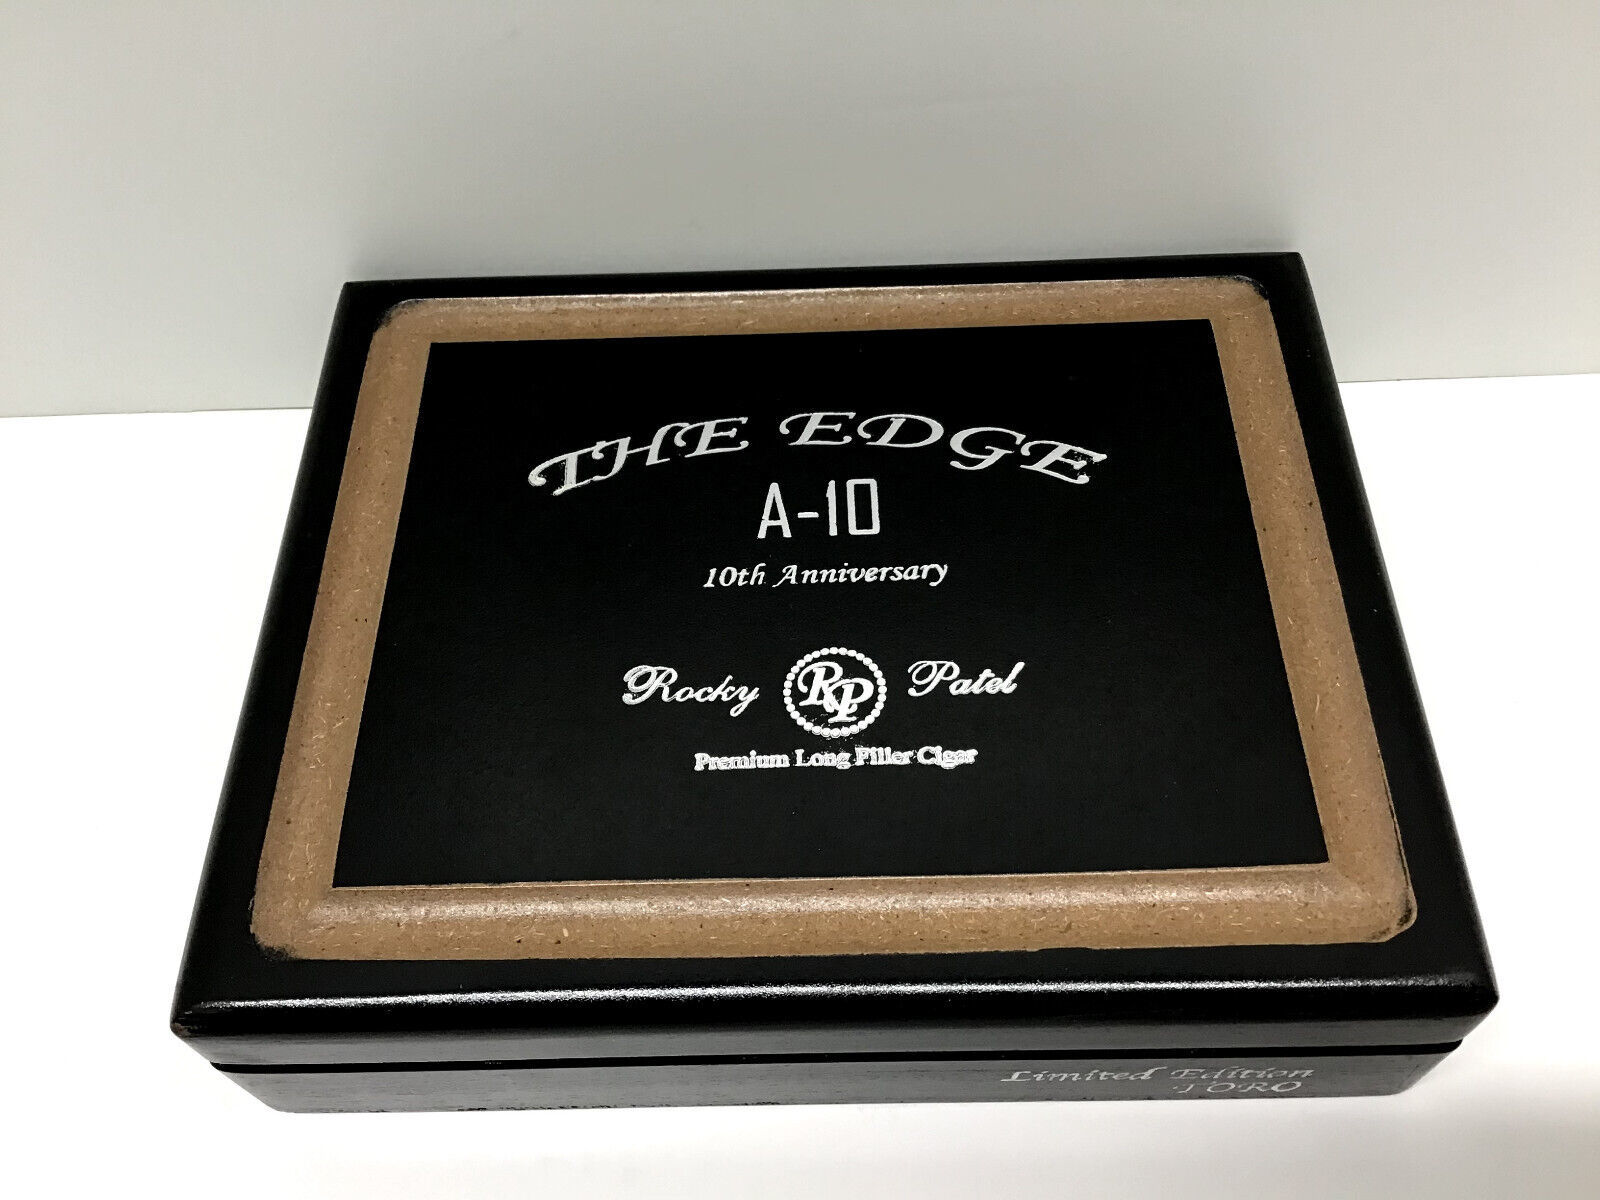 THE EDGE
A-10
10th Anniversary
Rocky RP Patel
Premium Long Filler Cigar
Limited Edition
TORO